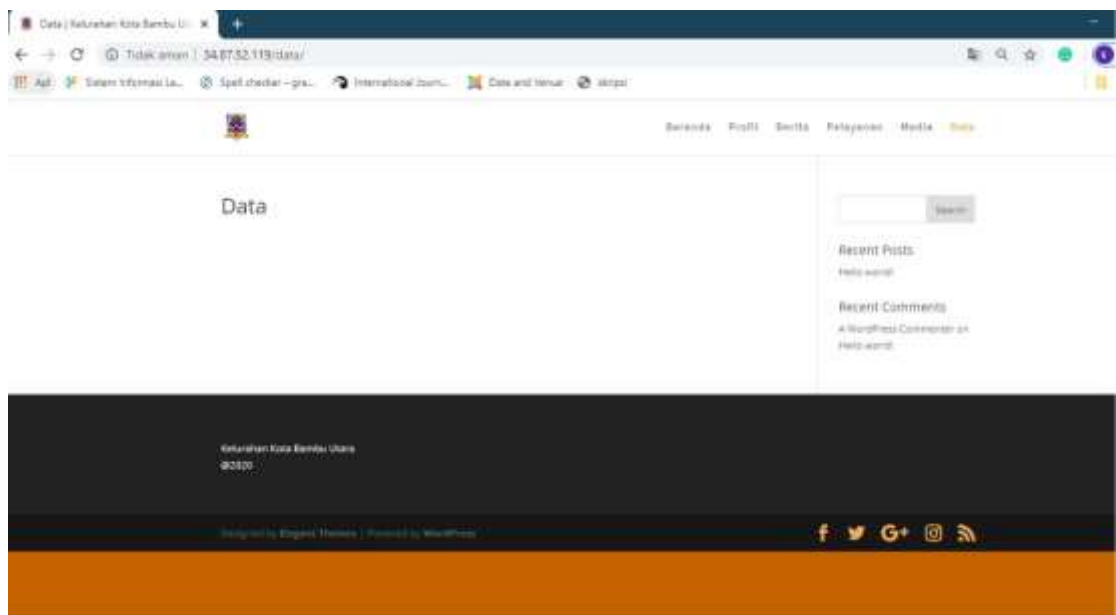 Data | Kelurahan Kota Bambu U
Tidak aman | 34.87.52.119/data/
Apl Sistem Informasi La... Spell checker – gra... International Journ... Date and Venue skripsi
Beranda Profil Berita Pelayanan Media Data
Data
Search
Recent Posts
Hello world!
Recent Comments
A WordPress Commenter on
Hello world!
Kelurahan Kota Bambu Utara
@2020
Designed by Elegant Themes | Powered by WordPress